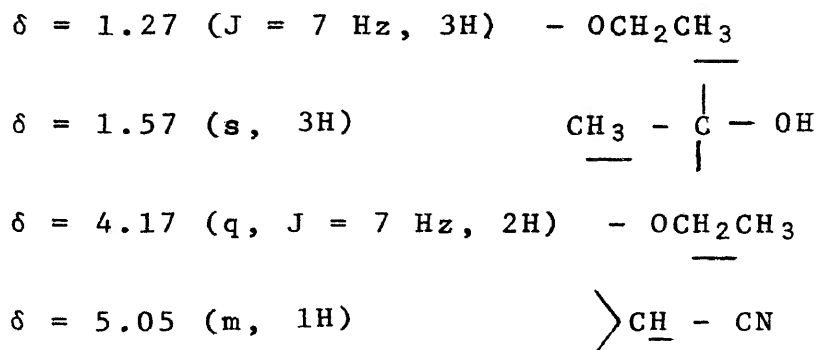 δ = 1.27 (J = 7 Hz, 3H) - OCH₂CH₃
δ = 1.57 (s, 3H) CH₃ - C - OH
δ = 4.17 (q, J = 7 Hz, 2H) - OCH₂CH₃
δ = 5.05 (m, 1H) >CH - CN